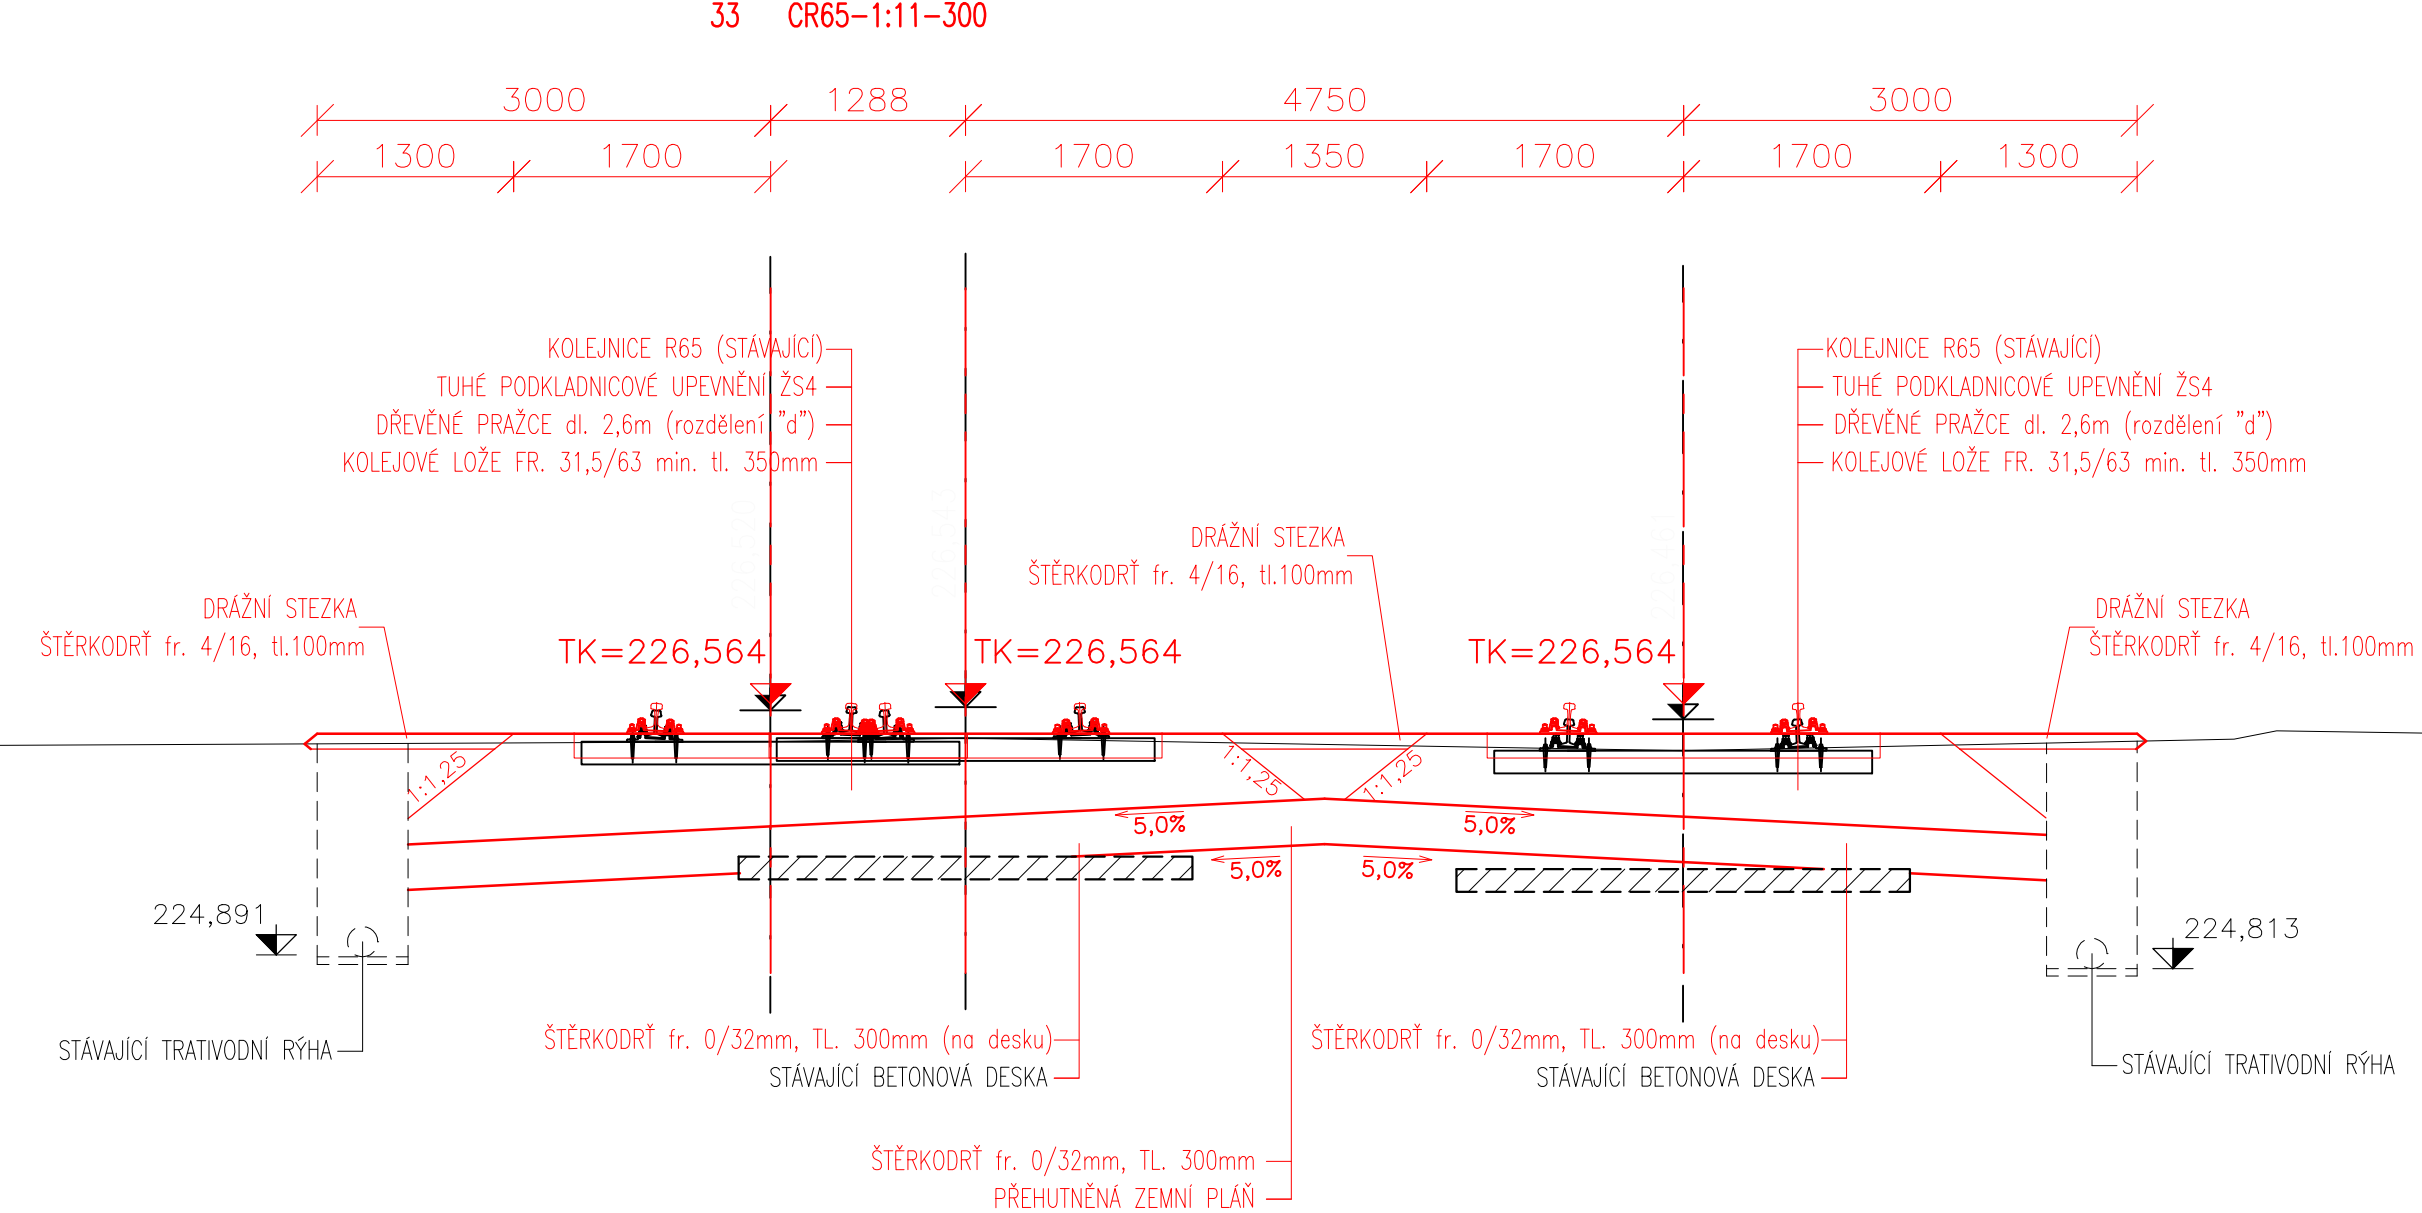 33 CR65-1:11-300
3000 1288 4750 3000
1300 1700 1700 1350 1700 1700 1300
KOLEJNICE R65 (STÁVAJÍCÍ)
TUHÉ PODKLADNICOVÉ UPEVNĚNÍ ŽS4
DŘEVĚNÉ PRAŽCE dl. 2,6m (rozdělení "d")
KOLEJOVÉ LOŽE FR. 31,5/63 min. tl. 350mm
KOLEJNICE R65 (STÁVAJÍCÍ)
TUHÉ PODKLADNICOVÉ UPEVNĚNÍ ŽS4
DŘEVĚNÉ PRAŽCE dl. 2,6m (rozdělení "d")
KOLEJOVÉ LOŽE FR. 31,5/63 min. tl. 350mm
DRÁŽNÍ STEZKA
ŠTĚRKODRŤ fr. 4/16, tl.100mm
DRÁŽNÍ STEZKA
ŠTĚRKODRŤ fr. 4/16, tl.100mm
DRÁŽNÍ STEZKA
ŠTĚRKODRŤ fr. 4/16, tl.100mm
TK=226,564
TK=226,564
TK=226,564
1:1,25
1:1,25
1:1,25
5,0%
5,0%
5,0%
5,0%
224,891
224,813
STÁVAJÍCÍ TRATIVODNÍ RÝHA
ŠTĚRKODRŤ fr. 0/32mm, TL. 300mm (na desku)
STÁVAJÍCÍ BETONOVÁ DESKA
ŠTĚRKODRŤ fr. 0/32mm, TL. 300mm (na desku)
STÁVAJÍCÍ BETONOVÁ DESKA
STÁVAJÍCÍ TRATIVODNÍ RÝHA
ŠTĚRKODRŤ fr. 0/32mm, TL. 300mm
PŘEHUTNĚNÁ ZEMNÍ PLÁŇ